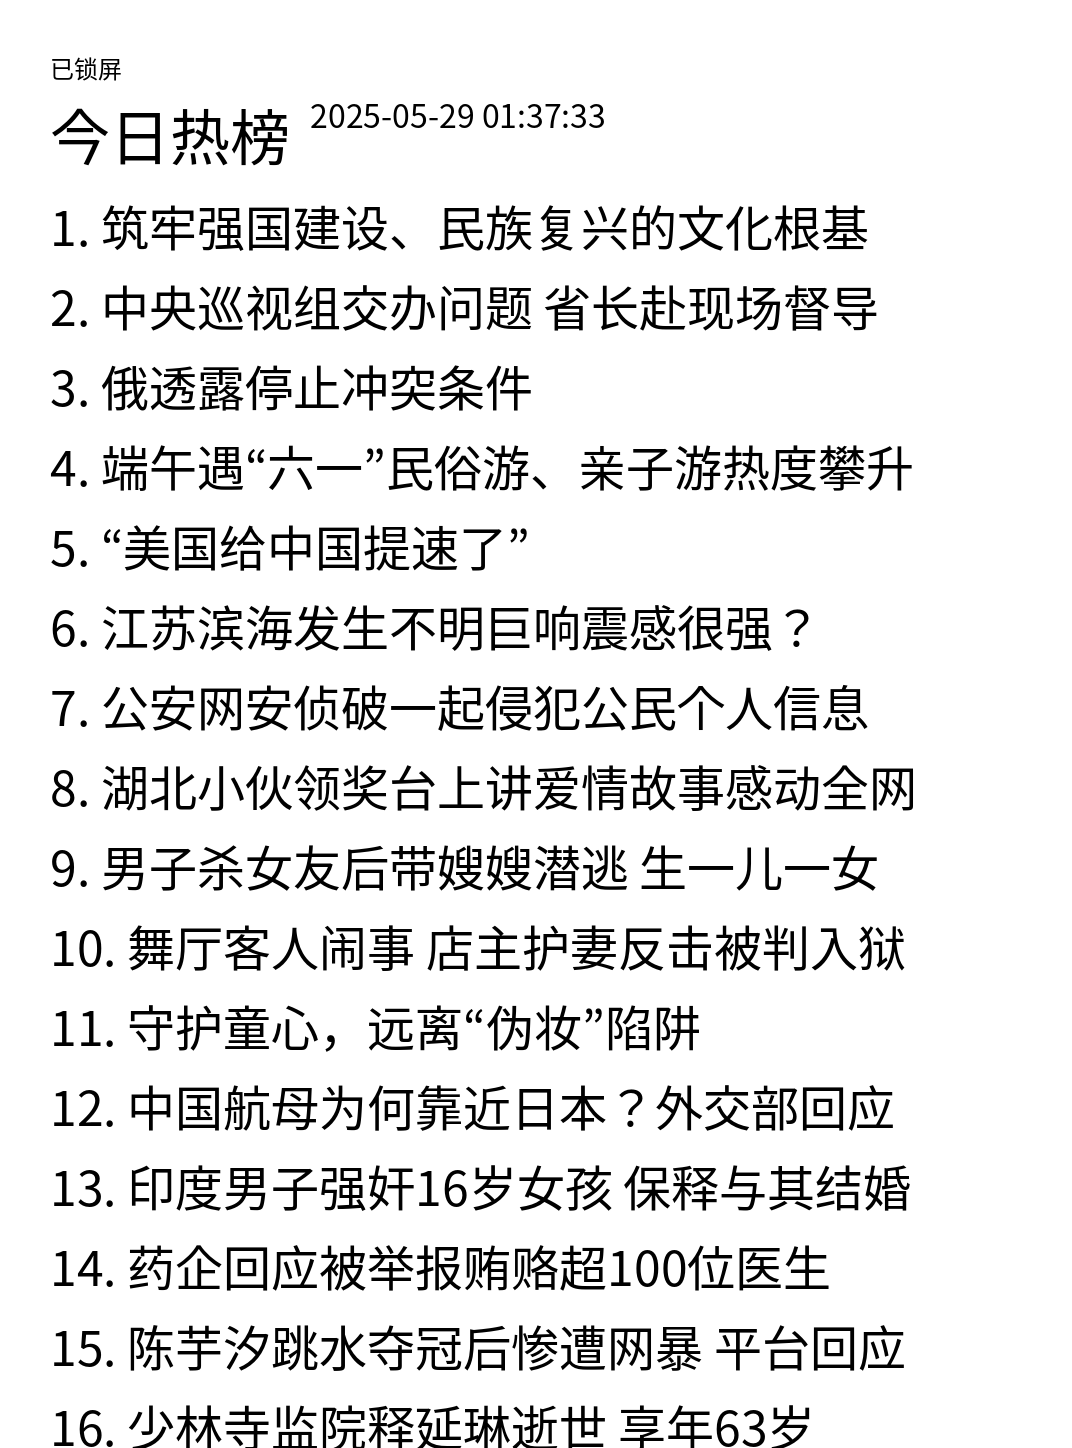 已锁屏
今日热榜 2025-05-29 01:37:33
1. 筑牢强国建设、民族复兴的文化根基
2. 中央巡视组交办问题 省长赴现场督导
3. 俄透露停止冲突条件
4. 端午遇“六一”民俗游、亲子游热度攀升
5. “美国给中国提速了”
6. 江苏滨海发生不明巨响震感很强？
7. 公安网安侦破一起侵犯公民个人信息
8. 湖北小伙领奖台上讲爱情故事感动全网
9. 男子杀女友后带嫂嫂潜逃 生一儿一女
10. 舞厅客人闹事 店主护妻反击被判入狱
11. 守护童心，远离“伪妆”陷阱
12. 中国航母为何靠近日本？外交部回应
13. 印度男子强奸16岁女孩 保释与其结婚
14. 药企回应被举报贿赂超100位医生
15. 陈芋汐跳水夺冠后惨遭网暴 平台回应
16. 少林寺监院释延琳逝世 享年63岁